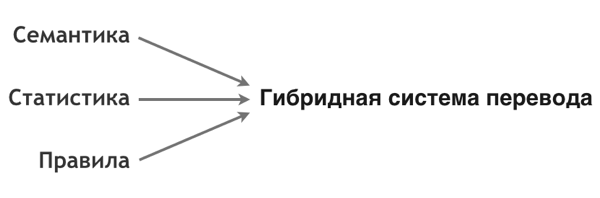 Семантика
Статистика
Гибридная система перевода
Правила